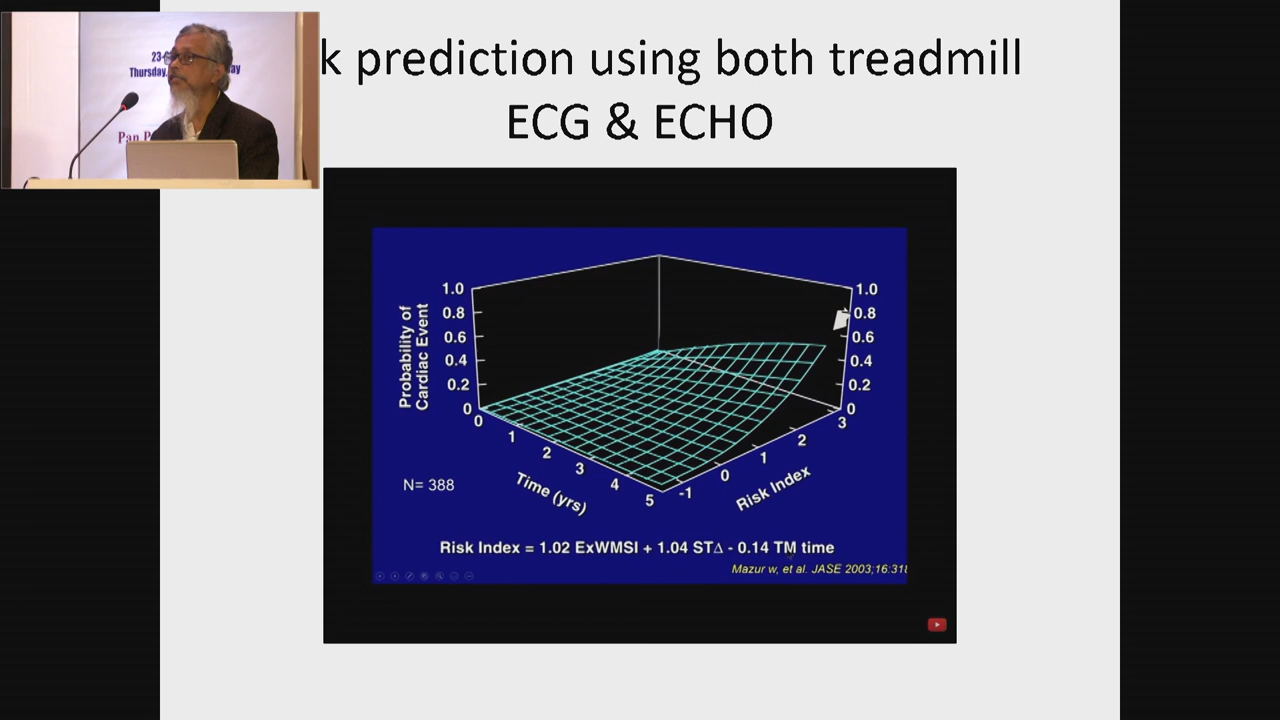 23-
Thursday,
Pan P
k prediction using both treadmill
ECG & ECHO
Probability of
Cardiac Event
1.0
0.8
0.6
0.4
0.2
0
1.0
0.8
0.6
0.4
0.2
0
0
1
2
3
4
5
-1
0
1
2
3
Time (yrs)
Risk Index
N= 388
Risk Index = 1.02 ExWMSI + 1.04 ST∆ - 0.14 TM time
Mazur w, et al. JASE 2003;16:318